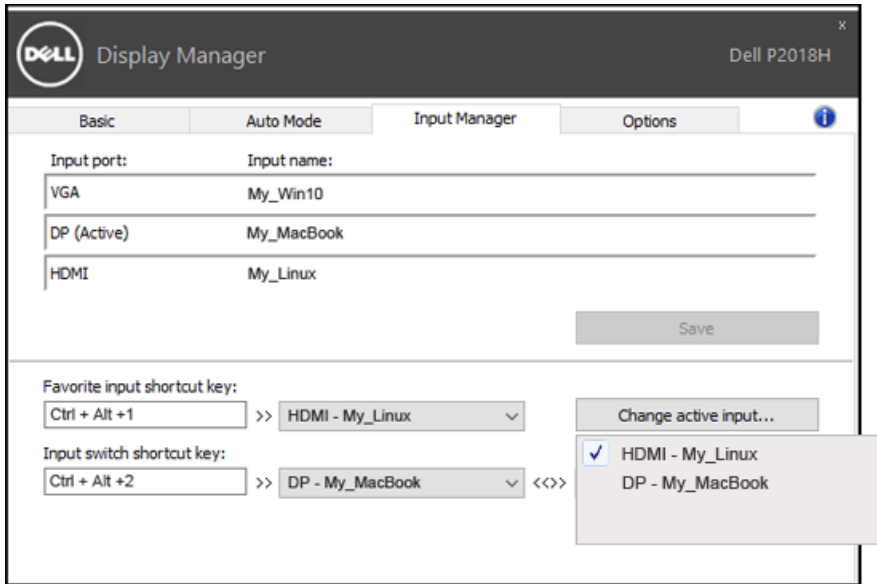 x
DELL Display Manager Dell P2018H
Basic Auto Mode Input Manager Options i
Input port: Input name:
VGA My_Win10
DP (Active) My_MacBook
HDMI My_Linux
Save
Favorite input shortcut key:
Ctrl + Alt +1 >> HDMI - My_Linux Change active input...
Input switch shortcut key:
Ctrl + Alt +2 >> DP - My_MacBook <<>>
HDMI - My_Linux
DP - My_MacBook